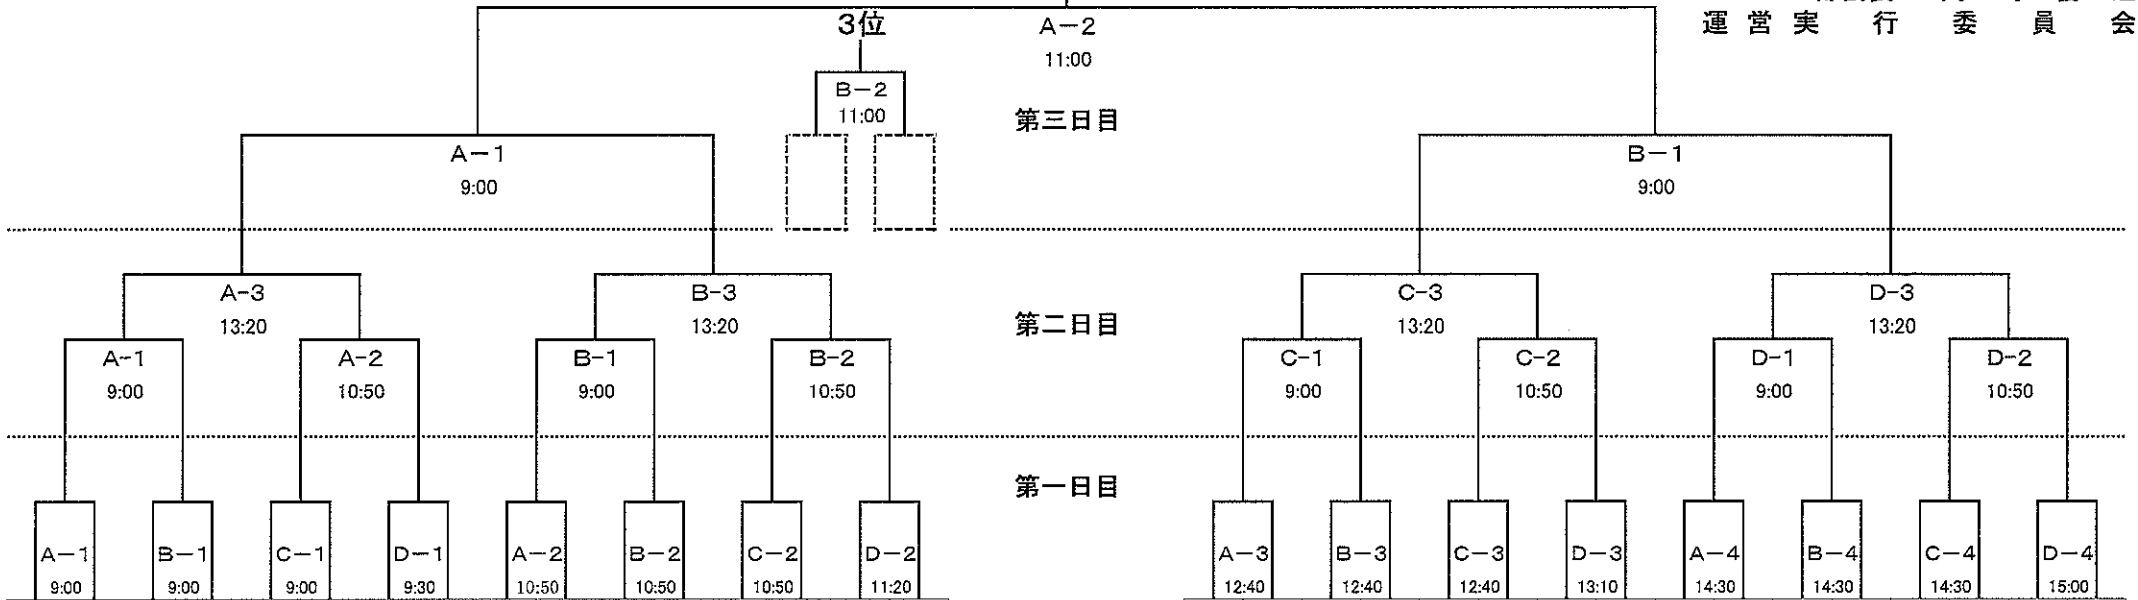 3位
A-2
11:00
運営実行委員会
B-2
11:00
第三日目
A-1
9:00
B-1
9:00
A-3
13:20
B-3
13:20
第二日目
C-3
13:20
D-3
13:20
A-1
9:00
A-2
10:50
B-1
9:00
B-2
10:50
C-1
9:00
C-2
10:50
D-1
9:00
D-2
10:50
第一日目
A-1
9:00
B-1
9:00
C-1
9:00
D-1
9:30
A-2
10:50
B-2
10:50
C-2
10:50
D-2
11:20
A-3
12:40
B-3
12:40
C-3
12:40
D-3
13:10
A-4
14:30
B-4
14:30
C-4
14:30
D-4
15:00